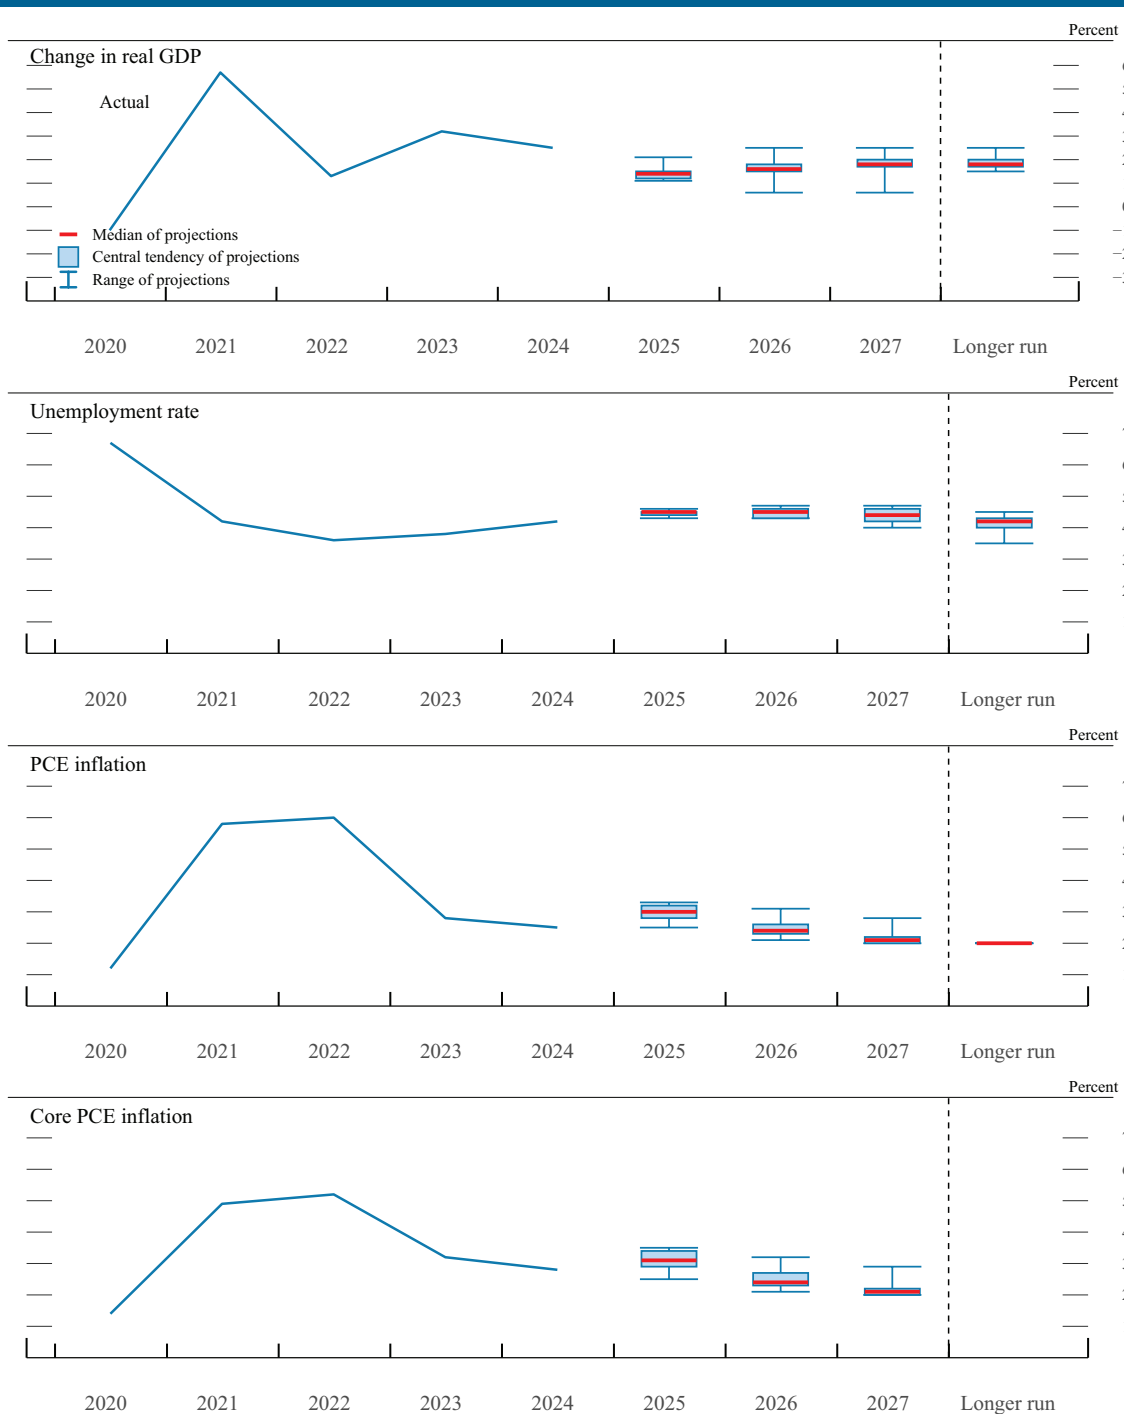 Percent
Change in real GDP
Actual
Median of projections
Central tendency of projections
Range of projections
2020 2021 2022 2023 2024 2025 2026 2027 Longer run
Percent
Unemployment rate
2020 2021 2022 2023 2024 2025 2026 2027 Longer run
Percent
PCE inflation
2020 2021 2022 2023 2024 2025 2026 2027 Longer run
Percent
Core PCE inflation
2020 2021 2022 2023 2024 2025 2026 2027 Longer run